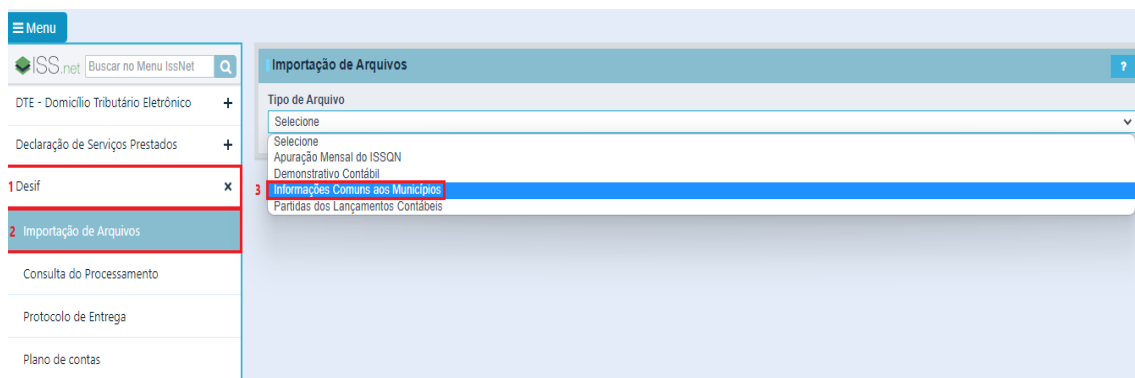 ≡ Menu
ISS.net Buscar no Menu IssNet
DTE - Domicílio Tributário Eletrônico +
Declaração de Serviços Prestados +
1 Desif x
2 Importação de Arquivos
Consulta do Processamento
Protocolo de Entrega
Plano de contas
Importação de Arquivos ?
Tipo de Arquivo
Selecione
Selecione
Apuração Mensal do ISSQN
Demonstrativo Contábil
3 Informações Comuns aos Municípios
Partidas dos Lançamentos Contábeis